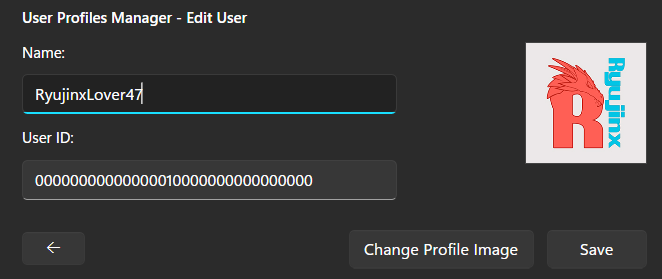 User Profiles Manager - Edit User
Name:
RyujinxLover47
Ryujinx
R
User ID:
00000000000000010000000000000000
Change Profile Image
Save